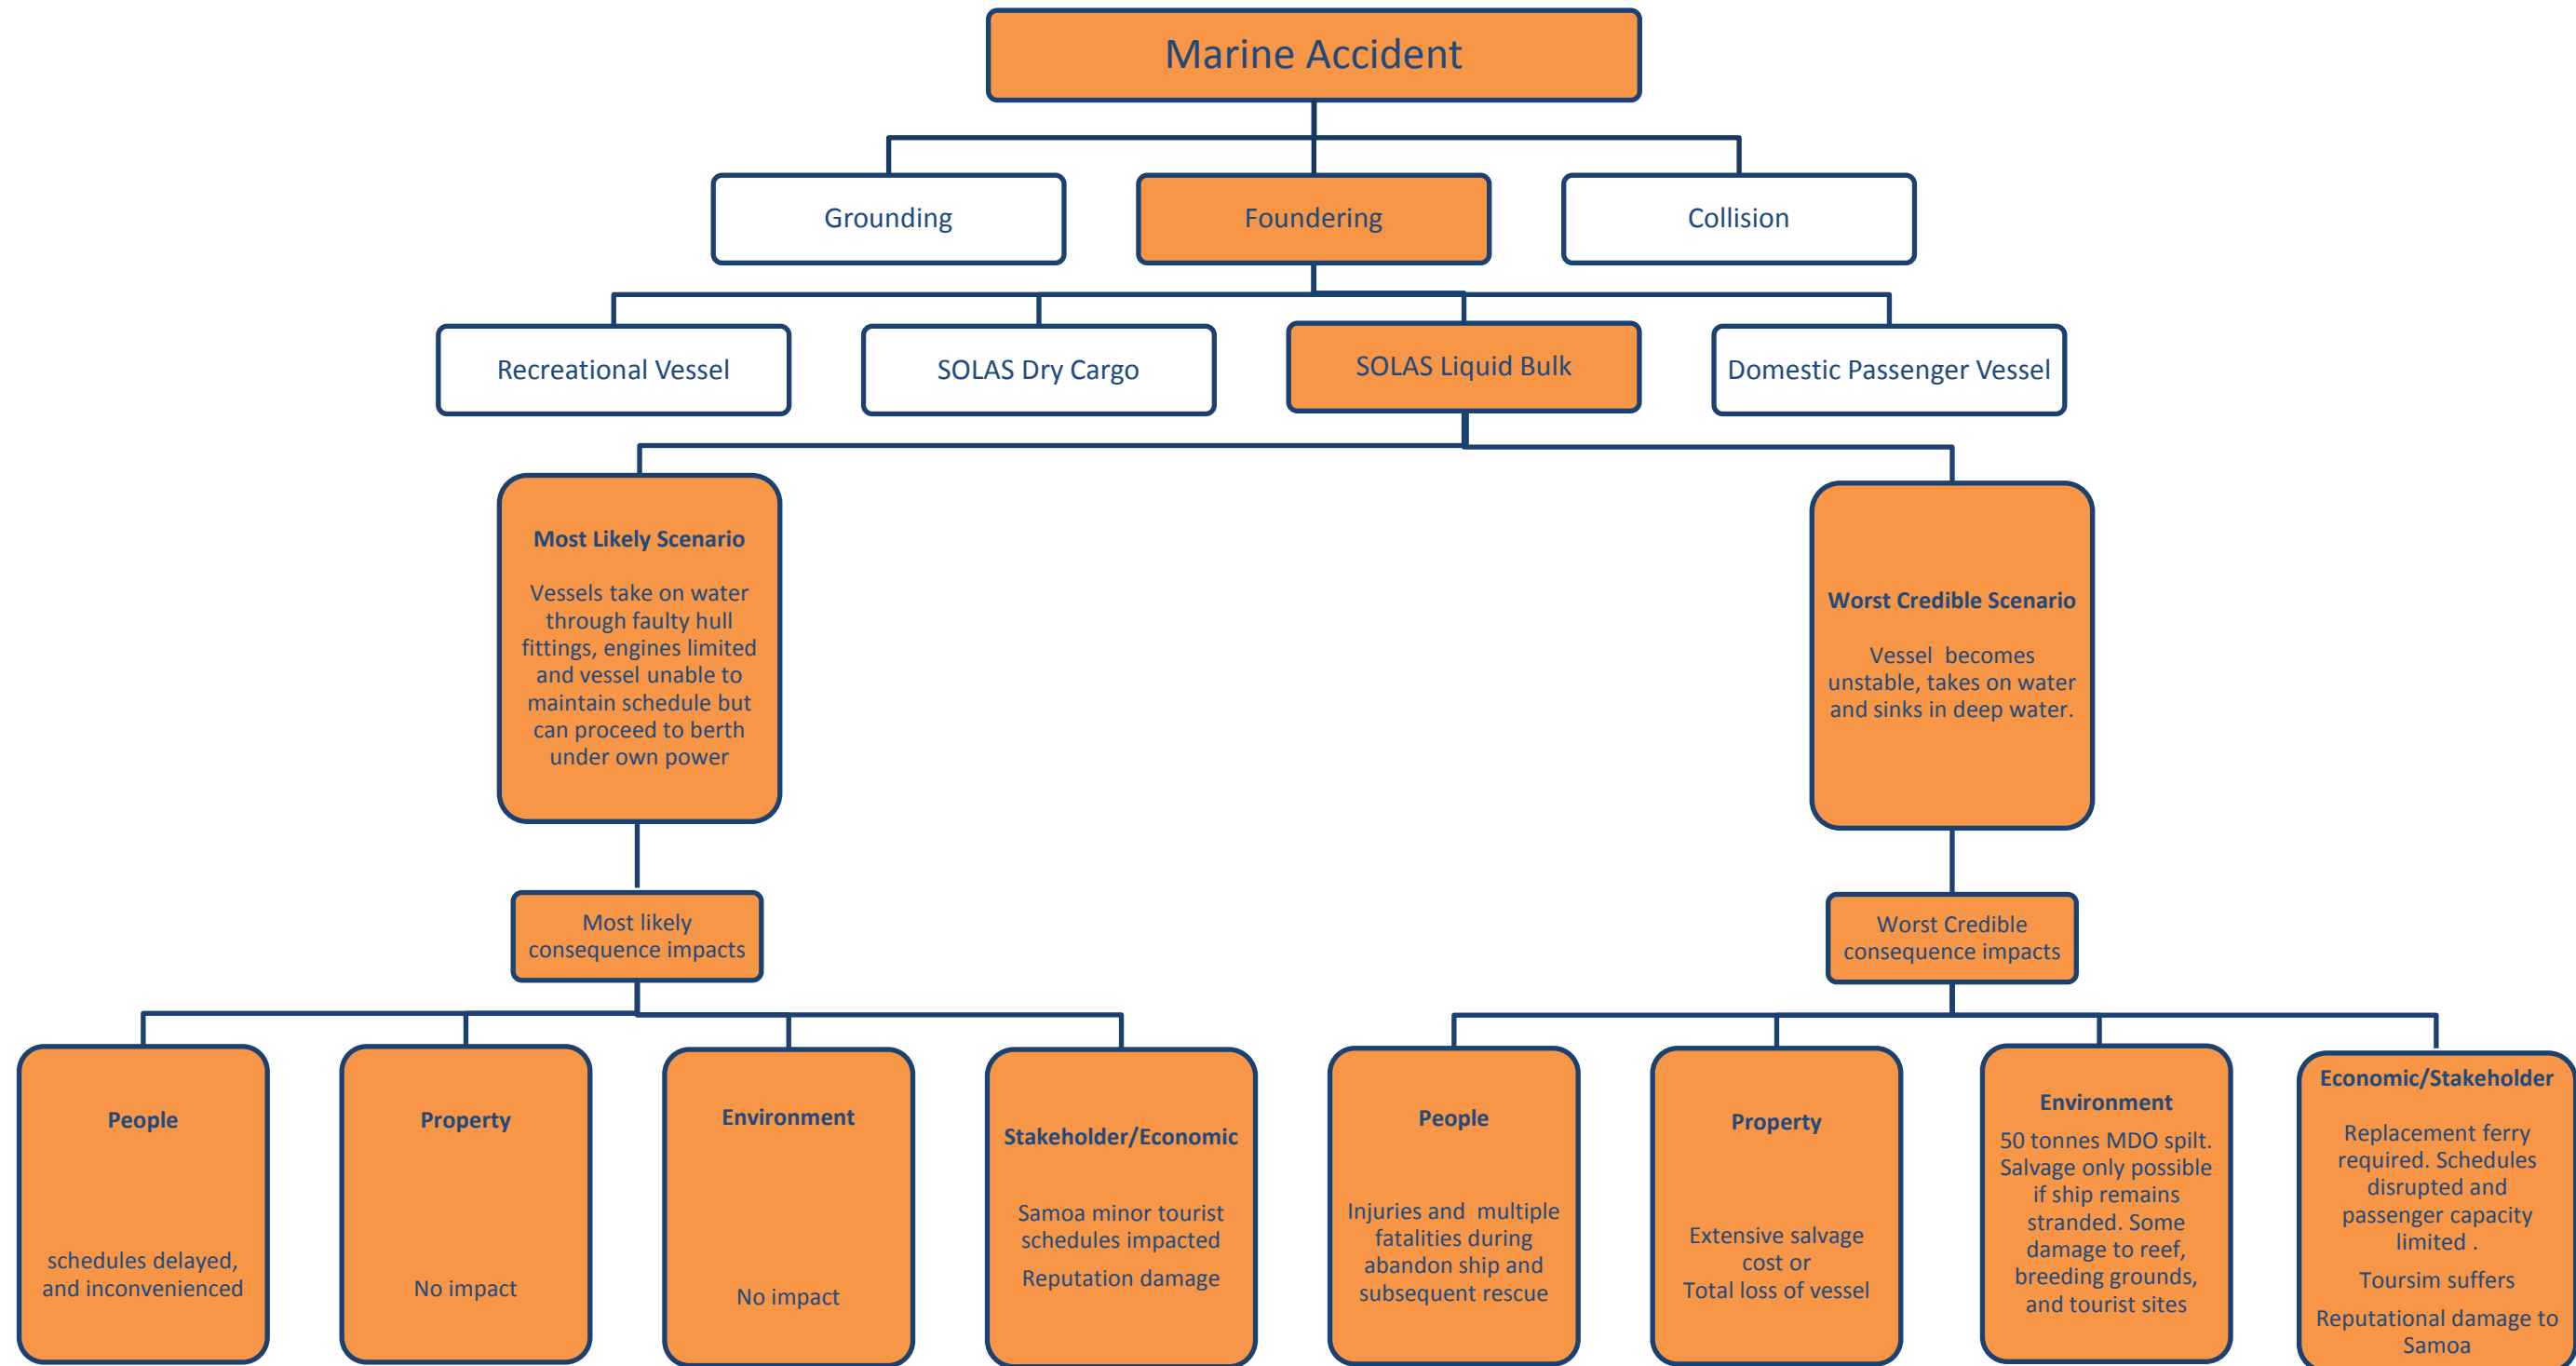 Marine Accident
Grounding
Foundering
Collision
Recreational Vessel
SOLAS Dry Cargo
SOLAS Liquid Bulk
Domestic Passenger Vessel
Most Likely Scenario
Vessels take on water
through faulty hull
fittings, engines limited
and vessel unable to
maintain schedule but
can proceed to berth
under own power
Worst Credible Scenario
Vessel becomes
unstable, takes on water
and sinks in deep water.
Most likely
consequence impacts
Worst Credible
consequence impacts
People
schedules delayed,
and inconvenienced
Property
No impact
Environment
No impact
Stakeholder/Economic
Samoa minor tourist
schedules impacted
Reputation damage
People
Injuries and multiple
fatalities during
abandon ship and
subsequent rescue
Property
Extensive salvage
cost or
Total loss of vessel
Environment
50 tonnes MDO spilt.
Salvage only possible
if ship remains
stranded. Some
damage to reef,
breeding grounds,
and tourist sites
Economic/Stakeholder
Replacement ferry
required. Schedules
disrupted and
passenger capacity
limited .
Toursim suffers
Reputational damage to
Samoa